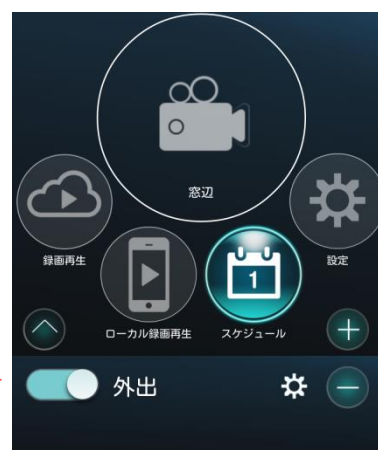 窓辺
録画再生
設定
1
ローカル録画再生
スケジュール
外出